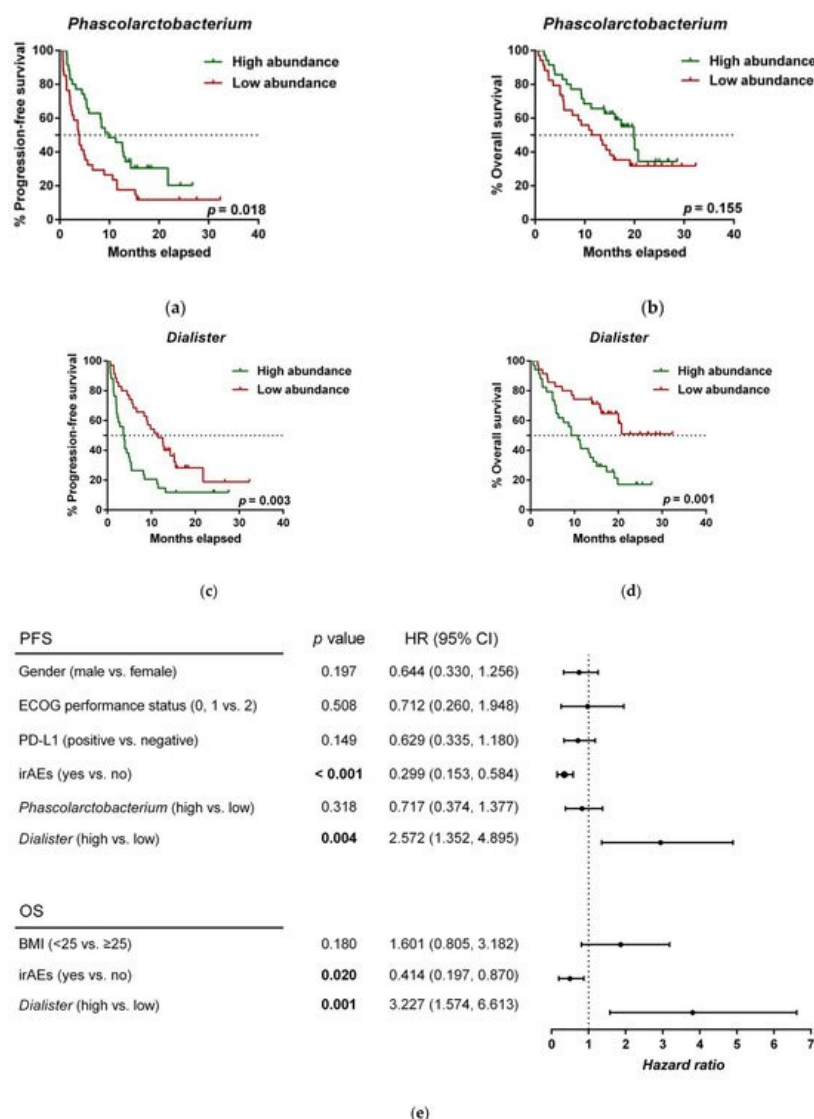 Phascolarctobacterium
% Progression-free survival
100
80
60
40
20
0
0 10 20 30 40
Months elapsed
High abundance
Low abundance
p = 0.018
(a)
Phascolarctobacterium
% Overall survival
100
80
60
40
20
0
0 10 20 30 40
Months elapsed
High abundance
Low abundance
p = 0.155
(b)
Dialister
% Progression-free survival
100
80
60
40
20
0
0 10 20 30 40
Months elapsed
High abundance
Low abundance
p = 0.003
(c)
Dialister
% Overall survival
100
80
60
40
20
0
0 10 20 30 40
Months elapsed
High abundance
Low abundance
p = 0.001
(d)
PFS p value HR (95% CI)
Gender (male vs. female) 0.197 0.644 (0.330, 1.256)
ECOG performance status (0, 1 vs. 2) 0.508 0.712 (0.260, 1.948)
PD-L1 (positive vs. negative) 0.149 0.629 (0.335, 1.180)
irAEs (yes vs. no) < 0.001 0.299 (0.153, 0.584)
Phascolarctobacterium (high vs. low) 0.318 0.717 (0.374, 1.377)
Dialister (high vs. low) 0.004 2.572 (1.352, 4.895)
OS
BMI (<25 vs. ≥25) 0.180 1.601 (0.805, 3.182)
irAEs (yes vs. no) 0.020 0.414 (0.197, 0.870)
Dialister (high vs. low) 0.001 3.227 (1.574, 6.613)
0 1 2 3 4 5 6 7
Hazard ratio
(e)